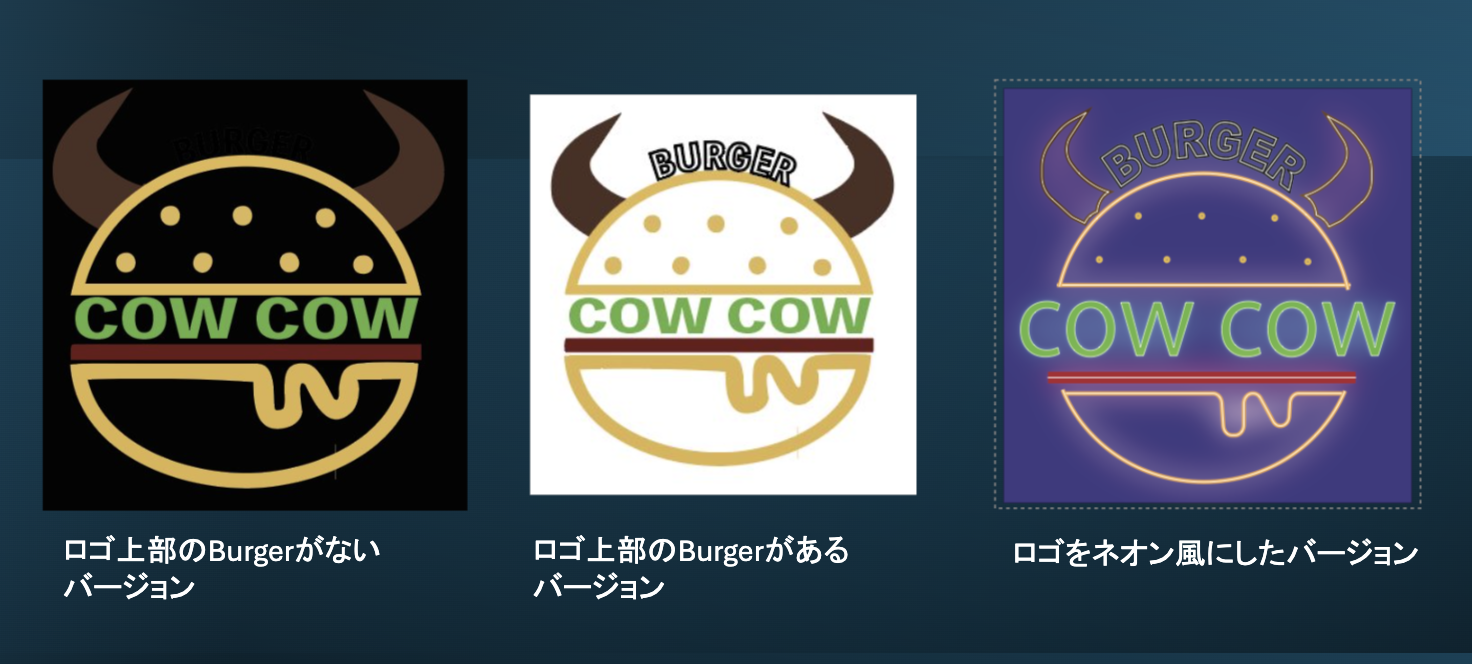 BURGER
COW COW
ロゴ上部のBurgerがない
バージョン
BURGER
COW COW
ロゴ上部のBurgerがある
バージョン
BURGER
COW COW
ロゴをネオン風にしたバージョン